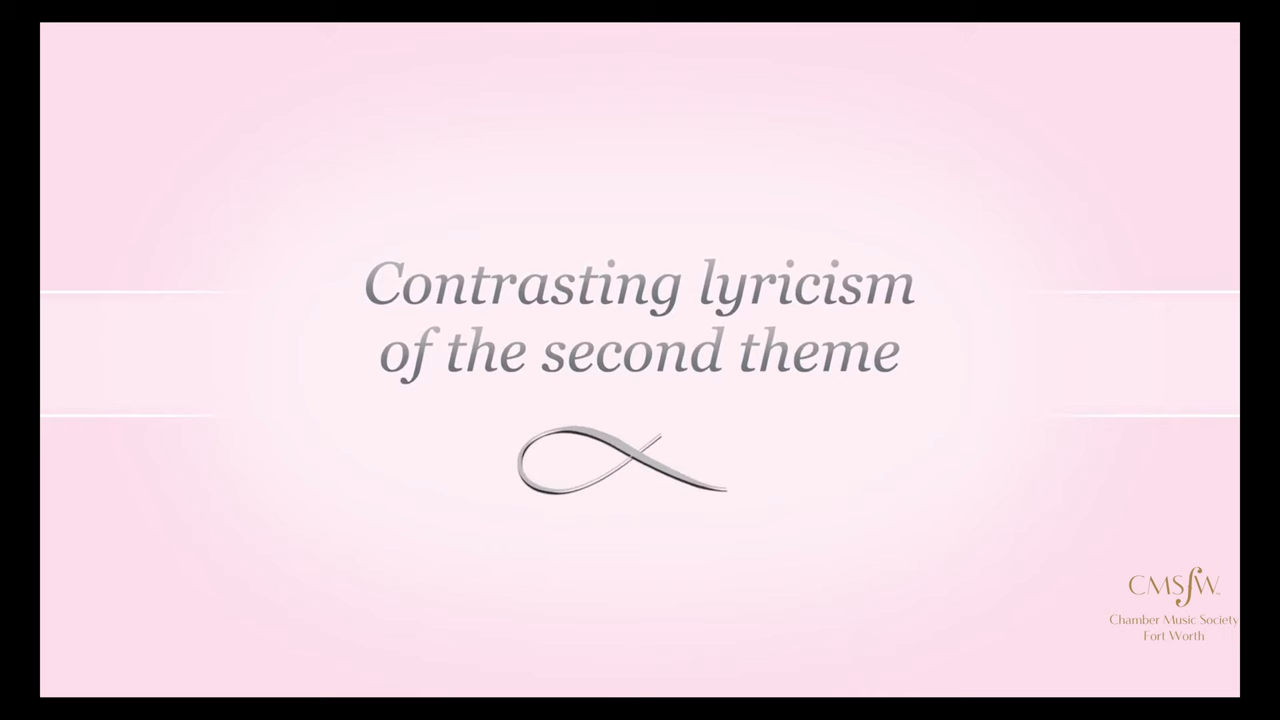 Contrasting lyricism
of the second theme
CMSfW
Chamber Music Society
Fort Worth